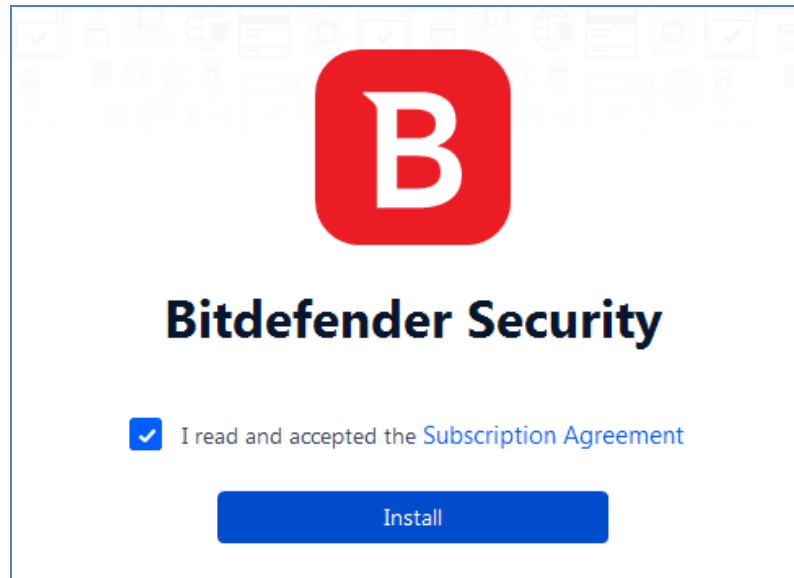 B
Bitdefender Security
I read and accepted the Subscription Agreement
Install